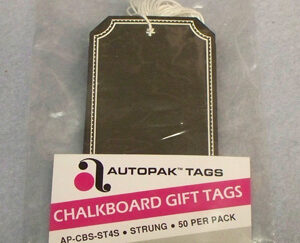 a AUTOPAK™ TAGS
CHALKBOARD GIFT TAGS
AP-CBS-ST4S • STRUNG • 50 PER PACK